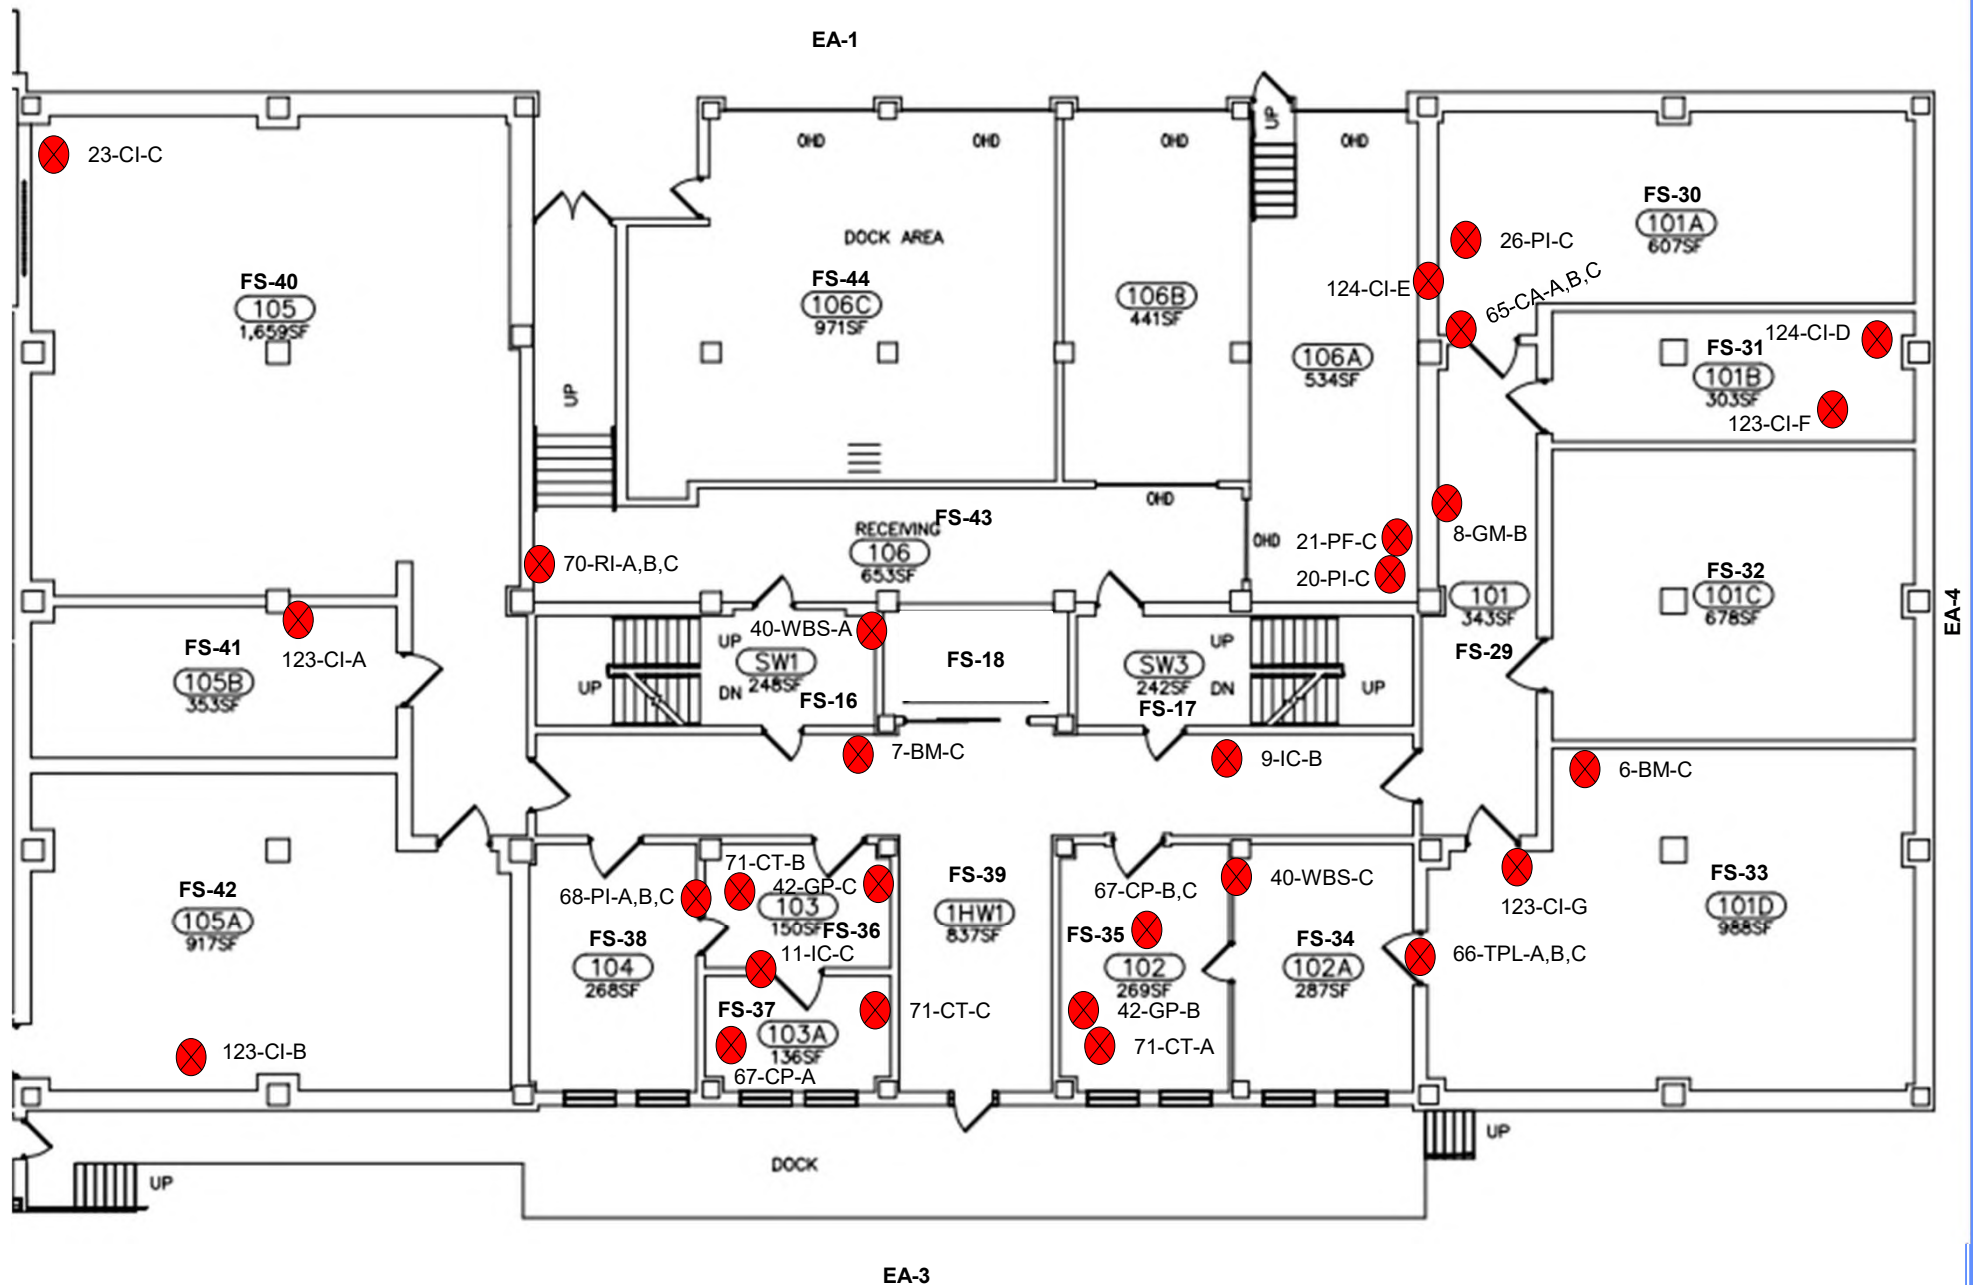 EA-1
23-CI-C
OHD
OHD
OHD
UP
OHD
FS-30
101A
607SF
26-PI-C
DOCK AREA
FS-40
105
1,659SF
FS-44
106C
971SF
106B
441SF
124-CI-E
65-CA-A,B,C
106A
534SF
FS-31
124-CI-D
101B
303SF
123-CI-F
UP
OHD
FS-43
RECEIVING
106
653SF
70-RI-A,B,C
OHD
21-PF-C
20-PI-C
8-GM-B
101
343SF
FS-29
FS-32
101C
678SF
EA-4
FS-41
105B
353SF
123-CI-A
40-WBS-A
UP
SW1
248SF
UP
DN
FS-16
FS-18
UP
SW3
242SF
DN
UP
FS-17
7-BM-C
9-IC-B
6-BM-C
FS-42
105A
917SF
71-CT-B
68-PI-A,B,C
42-GP-C
103
150SF
FS-36
FS-38
104
268SF
11-IC-C
FS-39
1HW1
837SF
67-CP-B,C
40-WBS-C
FS-35
102
269SF
FS-34
102A
287SF
123-CI-G
66-TPL-A,B,C
FS-33
101D
988SF
FS-37
103A
136SF
67-CP-A
71-CT-C
42-GP-B
71-CT-A
123-CI-B
UP
DOCK
UP
EA-3